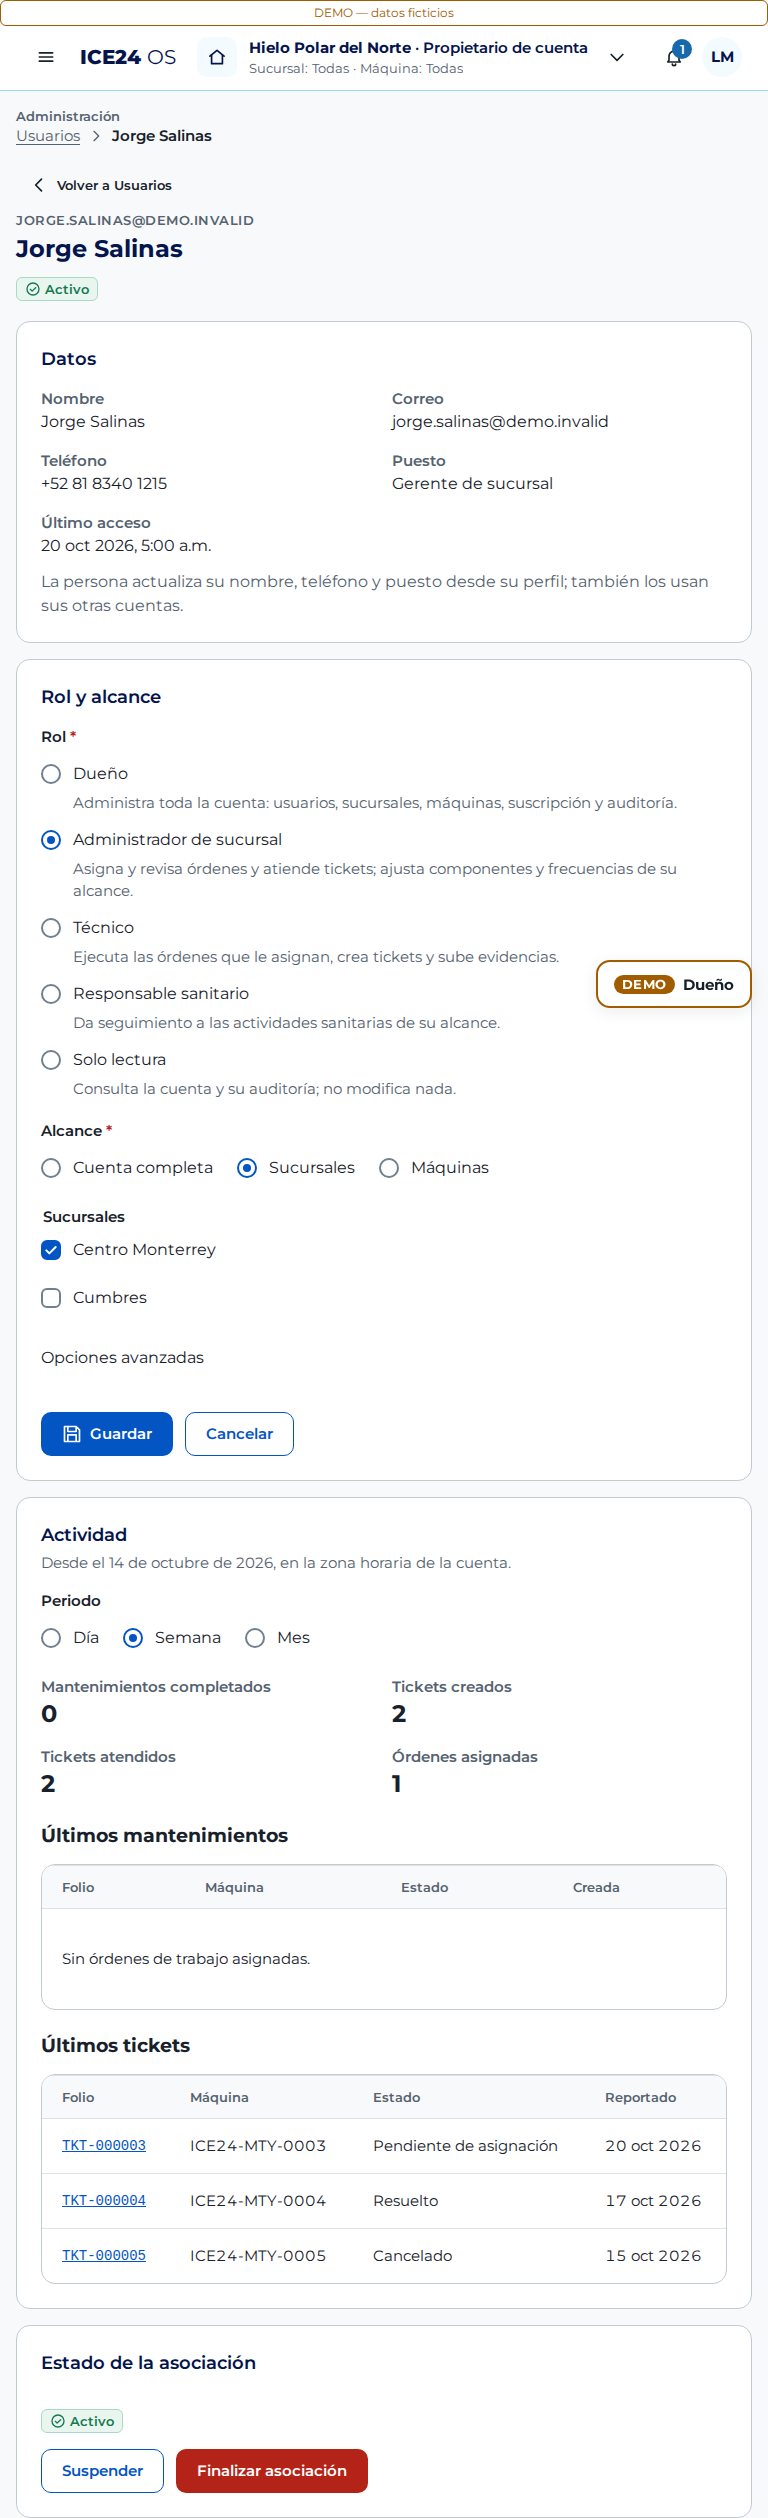 DEMO — datos ficticios
ICE24 OS
Hielo Polar del Norte · Propietario de cuenta
Sucursal: Todas · Máquina: Todas
1
LM
Administración
Usuarios > Jorge Salinas
Volver a Usuarios
JORGE.SALINAS@DEMO.INVALID
Jorge Salinas
Activo
Datos
Nombre
Jorge Salinas
Correo
jorge.salinas@demo.invalid
Teléfono
+52 81 8340 1215
Puesto
Gerente de sucursal
Último acceso
20 oct 2026, 5:00 a.m.
La persona actualiza su nombre, teléfono y puesto desde su perfil; también los usan
sus otras cuentas.
Rol y alcance
Rol *
Dueño
Administra toda la cuenta: usuarios, sucursales, máquinas, suscripción y auditoría.
Administrador de sucursal
Asigna y revisa órdenes y atiende tickets; ajusta componentes y frecuencias de su
alcance.
Técnico
Ejecuta las órdenes que le asignan, crea tickets y sube evidencias.
DEMO Dueño
Responsable sanitario
Da seguimiento a las actividades sanitarias de su alcance.
Solo lectura
Consulta la cuenta y su auditoría; no modifica nada.
Alcance *
Cuenta completa Sucursales Máquinas
Sucursales
Centro Monterrey
Cumbres
Opciones avanzadas
Guardar Cancelar
Actividad
Desde el 14 de octubre de 2026, en la zona horaria de la cuenta.
Periodo
Día Semana Mes
Mantenimientos completados
0
Tickets creados
2
Tickets atendidos
2
Órdenes asignadas
1
Últimos mantenimientos
Folio Máquina Estado Creada
Sin órdenes de trabajo asignadas.
Últimos tickets
Folio Máquina Estado Reportado
TKT-000003 ICE24-MTY-0003 Pendiente de asignación 20 oct 2026
TKT-000004 ICE24-MTY-0004 Resuelto 17 oct 2026
TKT-000005 ICE24-MTY-0005 Cancelado 15 oct 2026
Estado de la asociación
Activo
Suspender Finalizar asociación